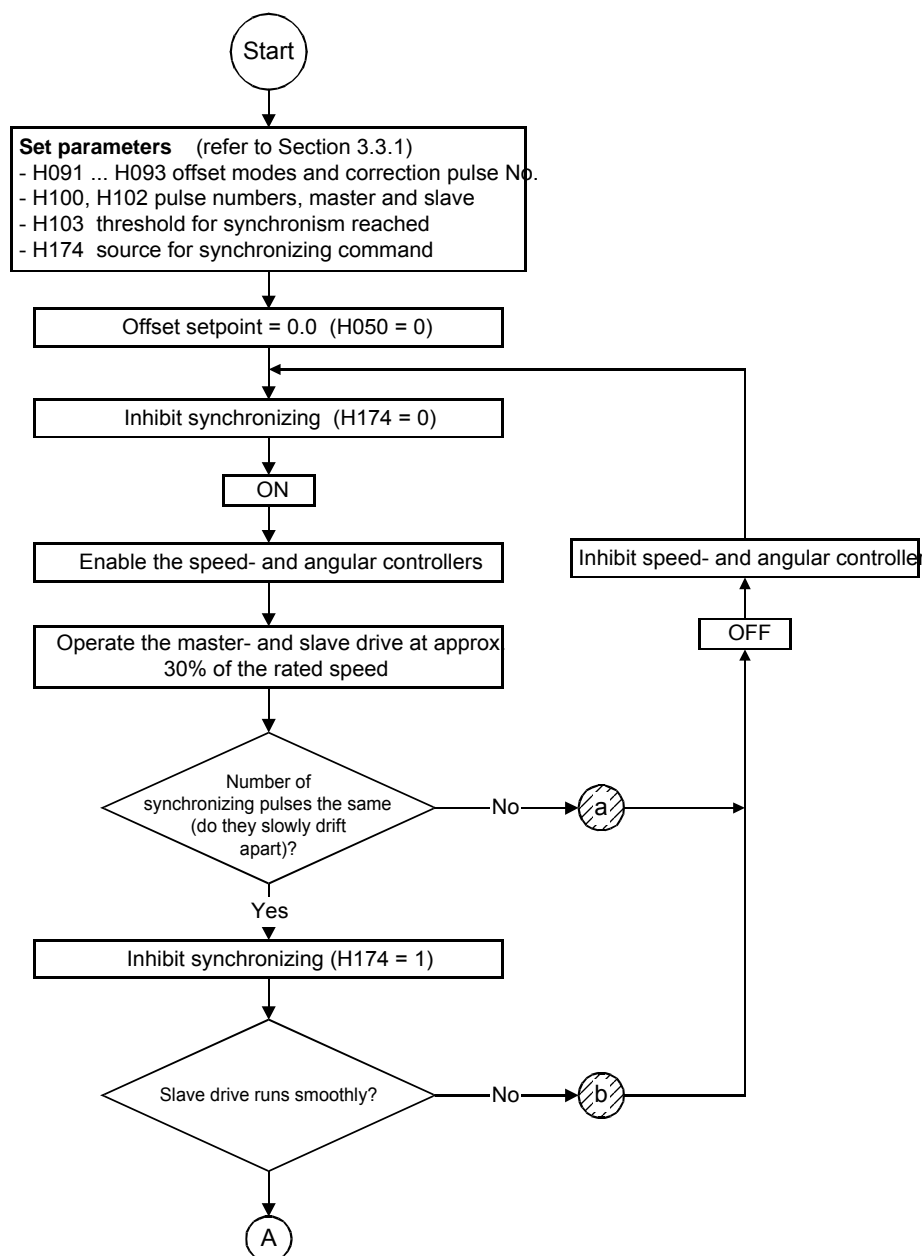 Start
Set parameters (refer to Section 3.3.1)
- H091 ... H093 offset modes and correction pulse No.
- H100, H102 pulse numbers, master and slave
- H103 threshold for synchronism reached
- H174 source for synchronizing command
Offset setpoint = 0.0 (H050 = 0)
Inhibit synchronizing (H174 = 0)
ON
Enable the speed- and angular controllers
Inhibit speed- and angular controller
OFF
Operate the master- and slave drive at approx.
30% of the rated speed
Number of
synchronizing pulses the same
(do they slowly drift
apart)?
No
a
Yes
Inhibit synchronizing (H174 = 1)
Slave drive runs smoothly?
No
b
A